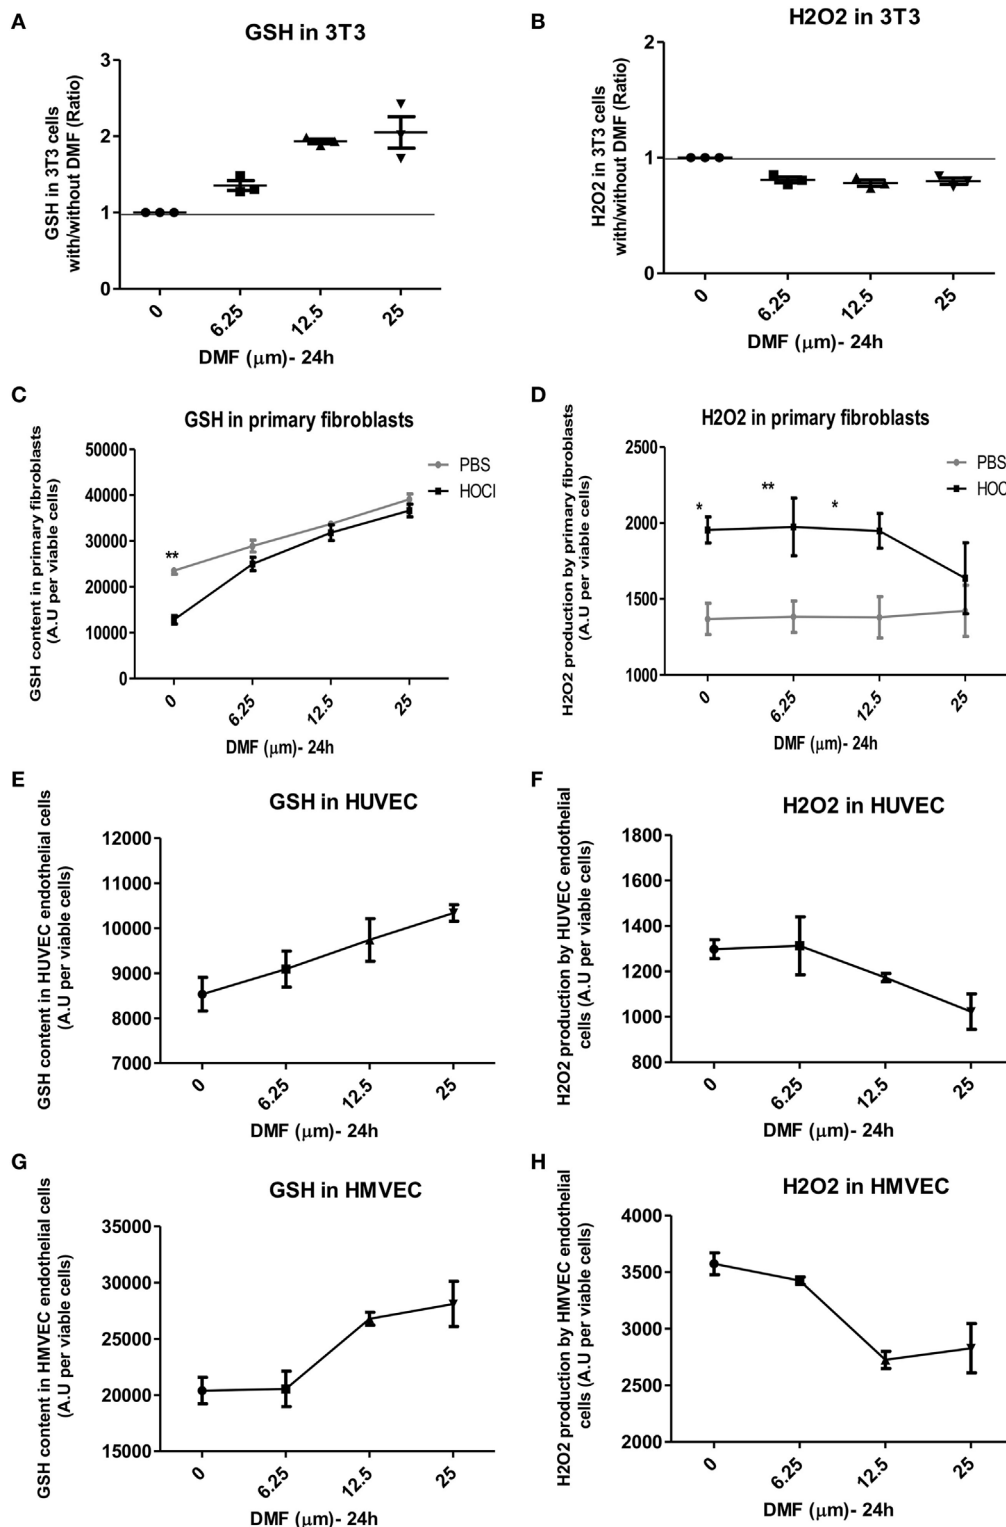 A
GSH in 3T3
GSH in 3T3 cells
with/without DMF (Ratio)
3
2
1
0
0
6.25
12.5
25
DMF (μm)- 24h
B
H2O2 in 3T3
H2O2 in 3T3 cells
with/without DMF (Ratio)
2
1
0
0
6.25
12.5
25
DMF (μm)- 24h
C
GSH in primary fibroblasts
GSH content in primary fibroblasts
(A.U per viable cells)
50000
40000
30000
20000
10000
0
PBS
HOCl
**
0
6.25
12.5
25
DMF (μm)- 24h
D
H2O2 in primary fibroblasts
H2O2 production by primary fibroblasts
(A.U per viable cells)
2500
2000
1500
1000
PBS
HOC
* ** *
0
6.25
12.5
25
DMF (μm)- 24h
E
GSH in HUVEC
GSH content in HUVEC endothelial cells
(A.U per viable cells)
12000
11000
10000
9000
8000
7000
0
6.25
12.5
25
DMF (μm)- 24h
F
H2O2 in HUVEC
H2O2 production by HUVEC endothelial
cells (A.U per viable cells)
1800
1600
1400
1200
1000
800
0
6.25
12.5
25
DMF (μm)- 24h
G
GSH in HMVEC
GSH content in HMVEC endothelial cells
(A.U per viable cells)
35000
30000
25000
20000
15000
0
6.25
12.5
25
DMF (μm)- 24h
H
H2O2 in HMVEC
H2O2 production by HMVEC endothelial
cells (A.U per viable cells)
4000
3500
3000
2500
2000
0
6.25
12.5
25
DMF (μm)- 24h